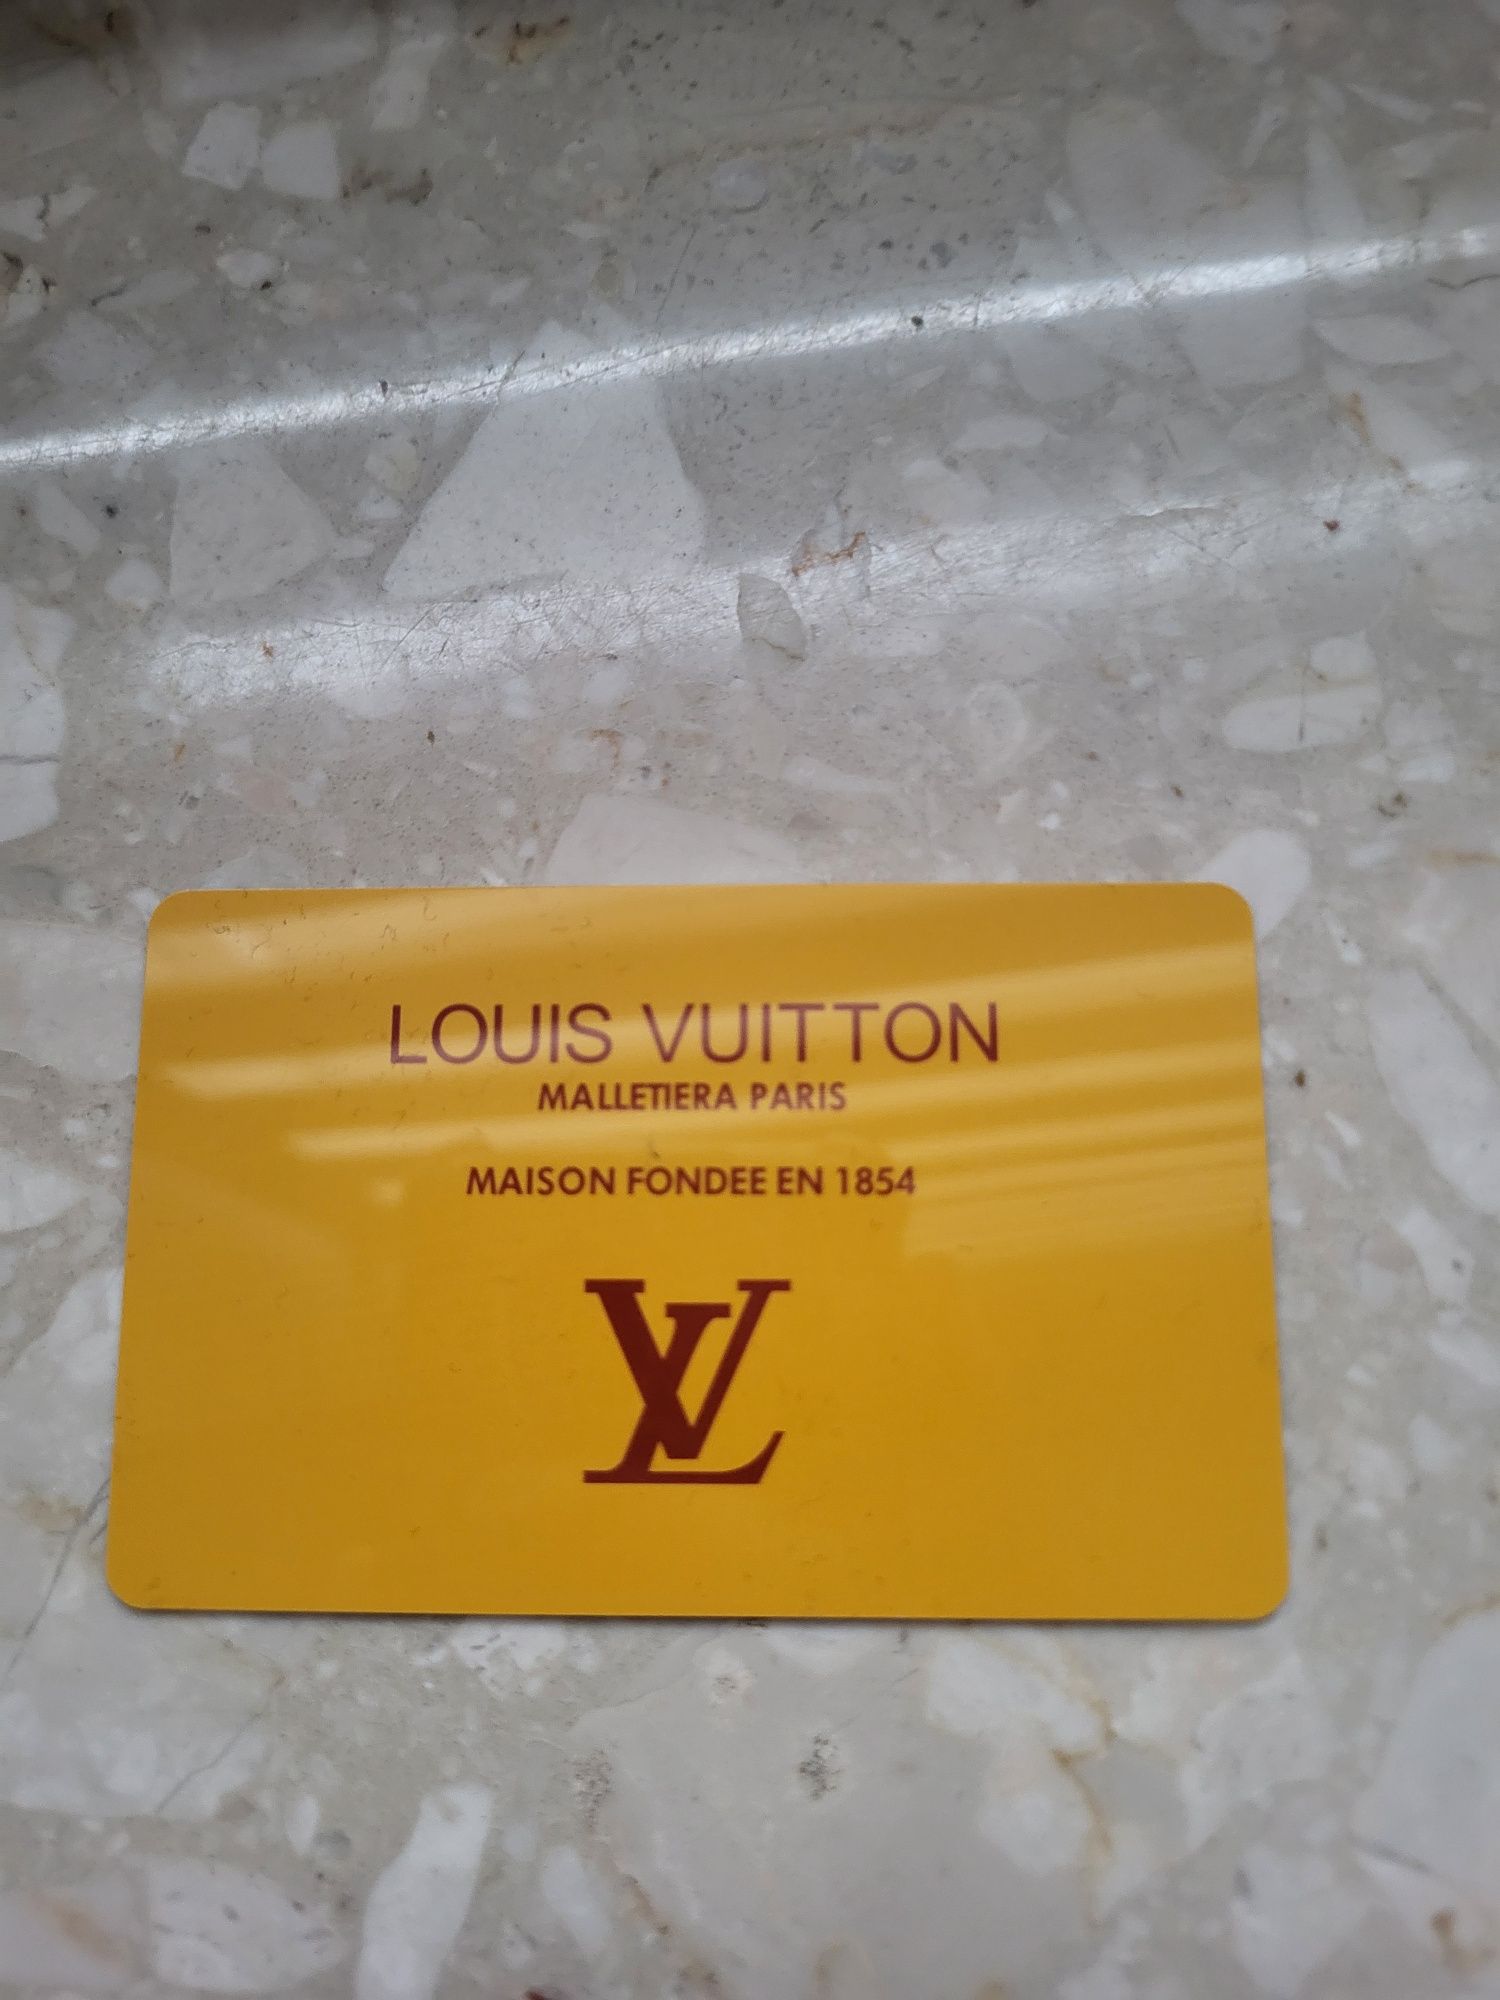 LOUIS VUITTON
MALLETIERA PARIS
MAISON FONDEE EN 1854
LV